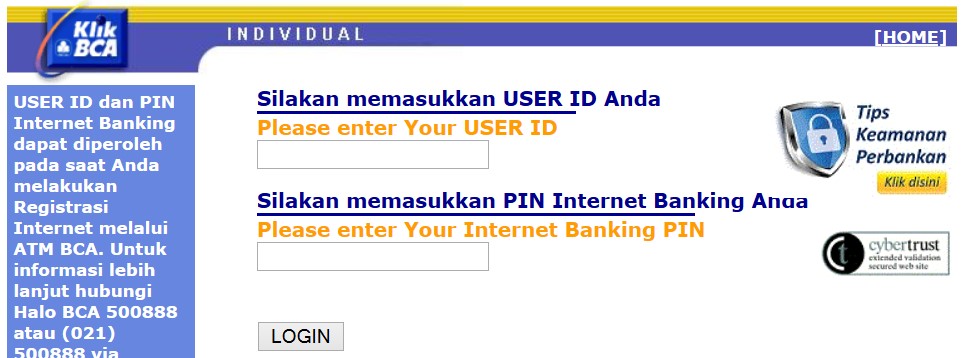 Klik
BCA
INDIVIDUAL
[HOME]
USER ID dan PIN
Internet Banking
dapat diperoleh
pada saat Anda
melakukan
Registrasi
Internet melalui
ATM BCA. Untuk
informasi lebih
lanjut hubungi
Halo BCA 500888
atau (021)
500888 via
Silakan memasukkan USER ID Anda
Please enter Your USER ID
Silakan memasukkan PIN Internet Banking Anda
Please enter Your Internet Banking PIN
LOGIN
Tips
Keamanan
Perbankan
Klik disini
ct
cybertrust
extended validation
secured web site